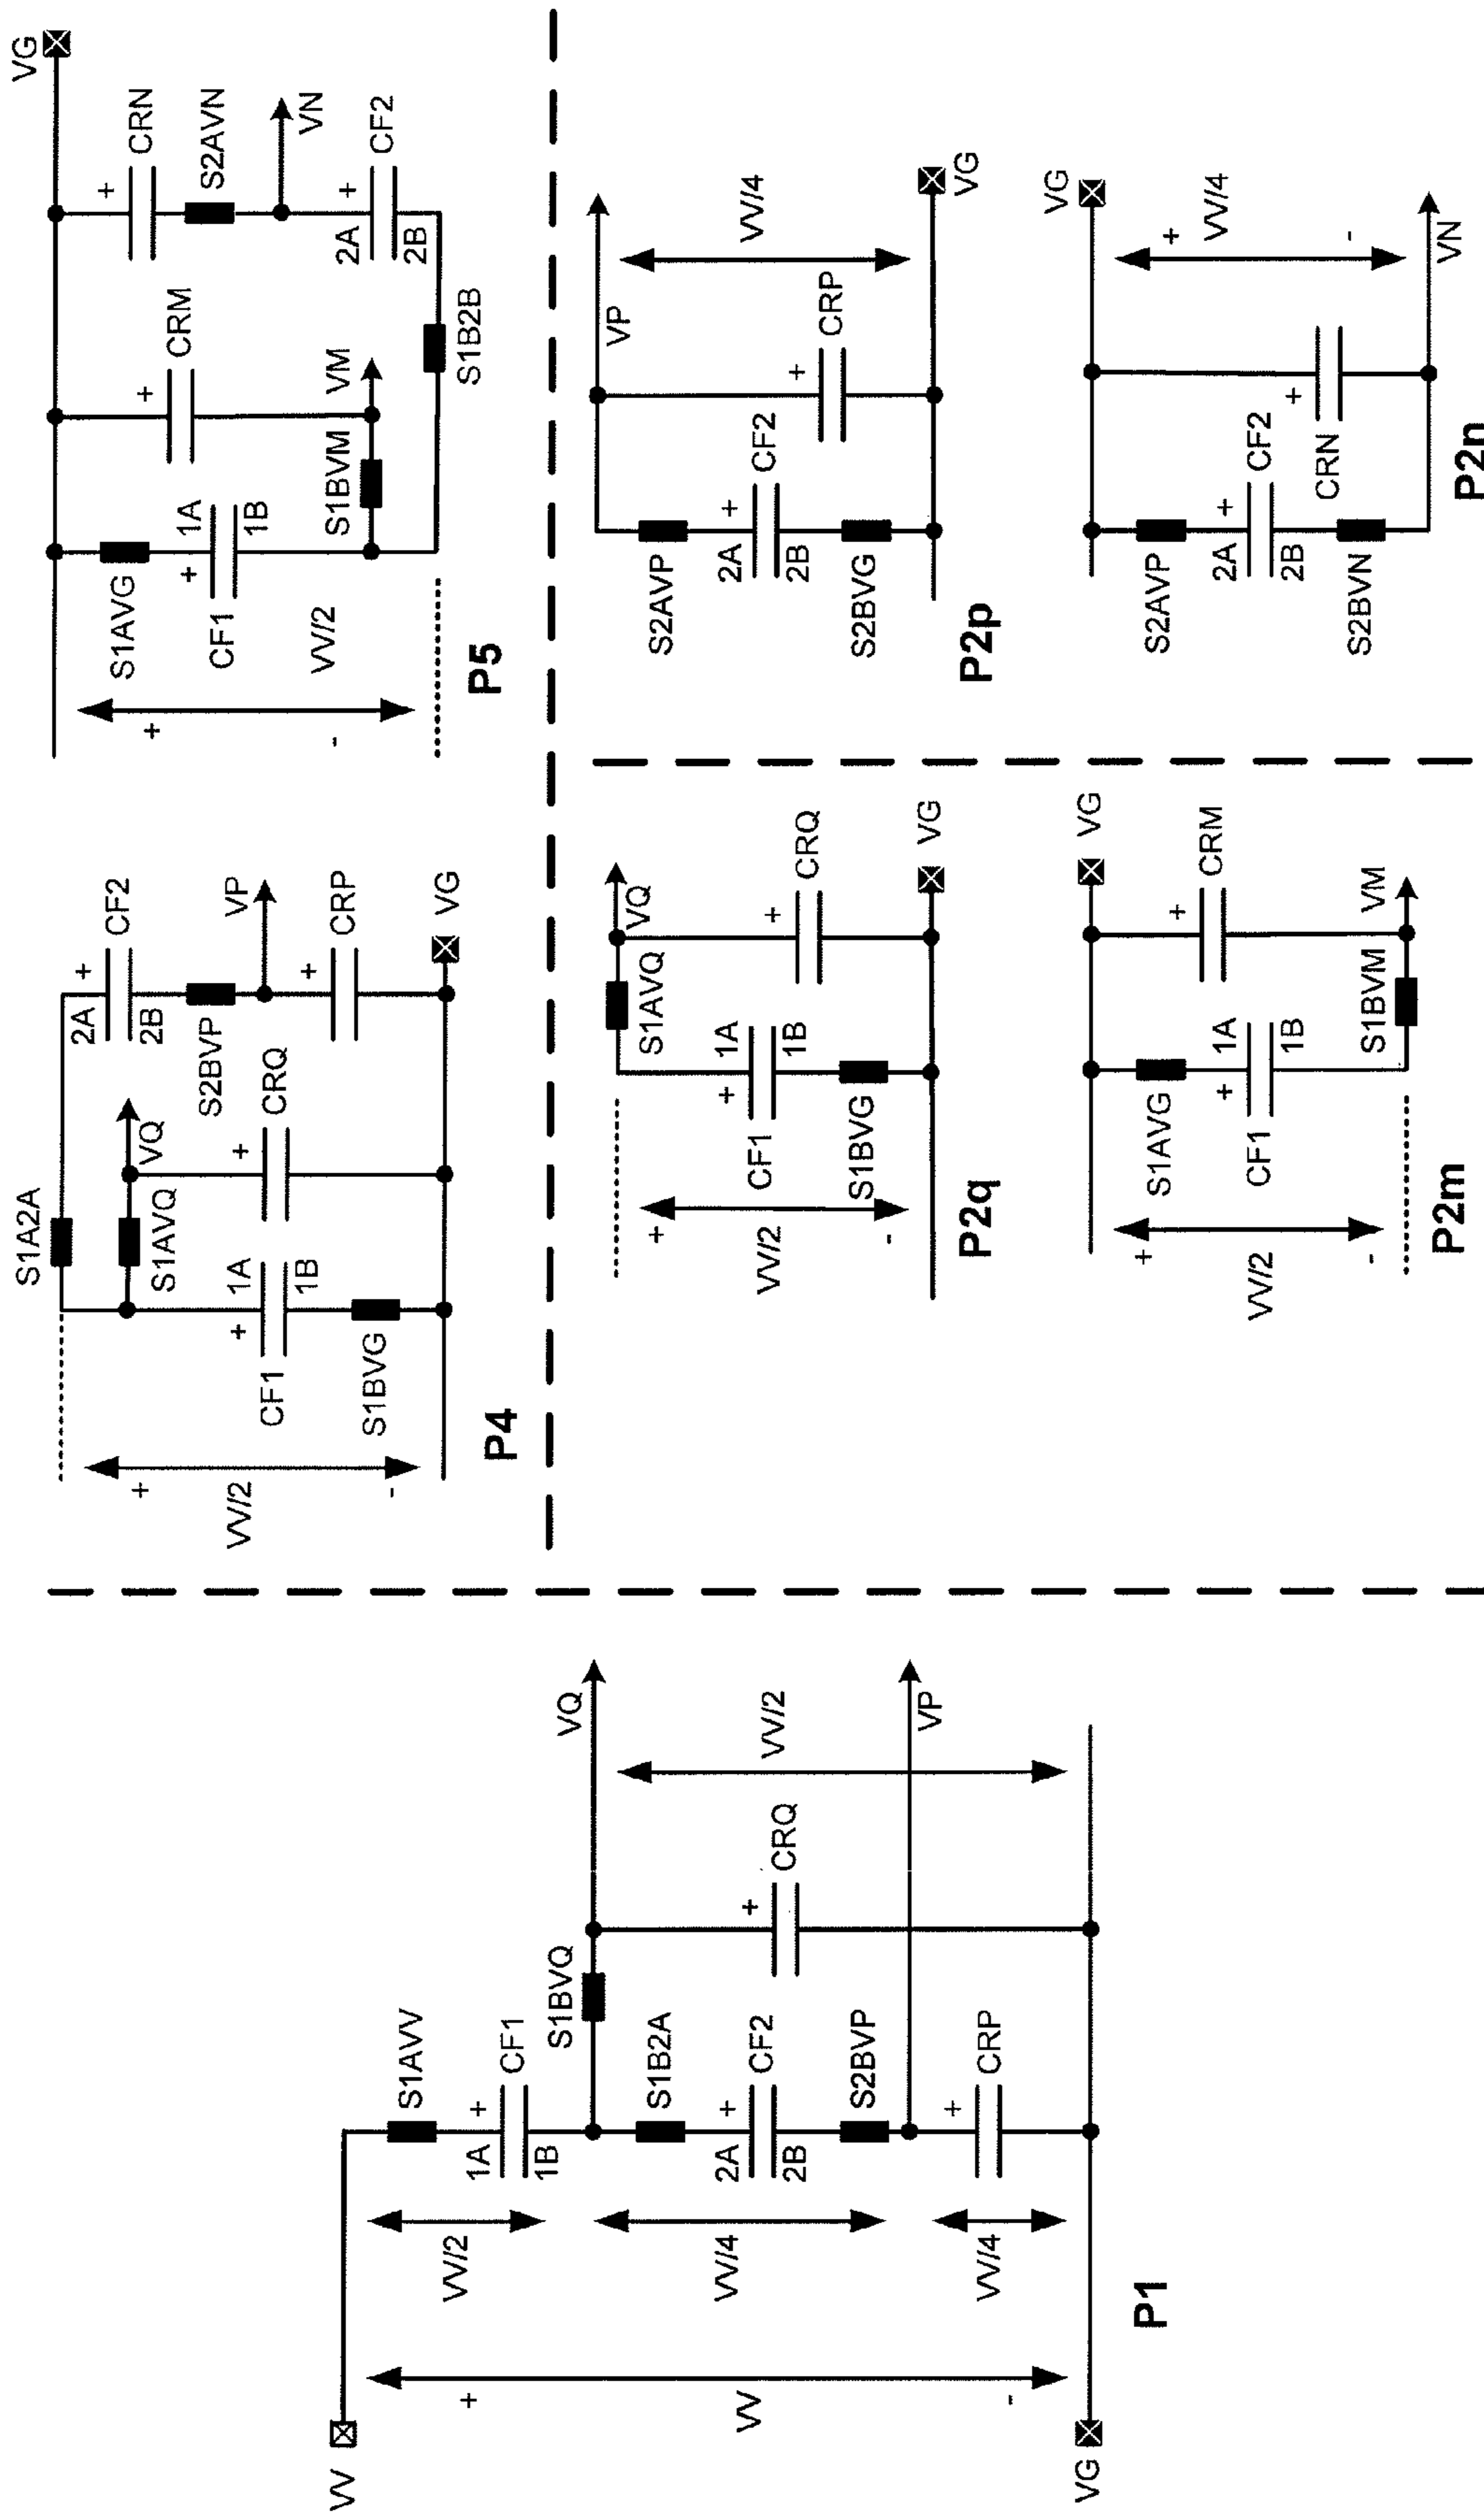 VV
VG
+
VV
-
VV/2
VV/4
VV/4
S1AVV
1A
+
CF1
1B
S1BVQ
S1B2A
2A
+
CF2
2B
S2BVP
+
CRP
+
CRQ
VQ
VV/2
VP
P1
+
VV/2
-
S1A2A
S1AVQ
VQ
+
1A
CF1
1B
S1BVG
+
CRQ
2A
+
CF2
2B
S2BVP
VP
+
CRP
VG
P4
+
VV/2
-
S1AVG
+
1A
CF1
1B
S1BVM
VM
+
CRM
S1B2B
+
CRN
S2AVN
VN
2A
+
CF2
2B
VG
P5
+
VV/2
-
S1AVQ
VQ
+
1A
CF1
1B
S1BVG
+
CRQ
VG
P2q
+
VV/2
-
S1AVG
+
1A
CF1
1B
S1BVM
+
CRM
VG
VM
P2m
S2AVP
2A
+
CF2
2B
S2BVG
VP
+
CRP
VV/4
VG
P2p
S2AVP
2A
+
CF2
2B
S2BVN
+
CRN
VG
+
VV/4
-
VN
P2n